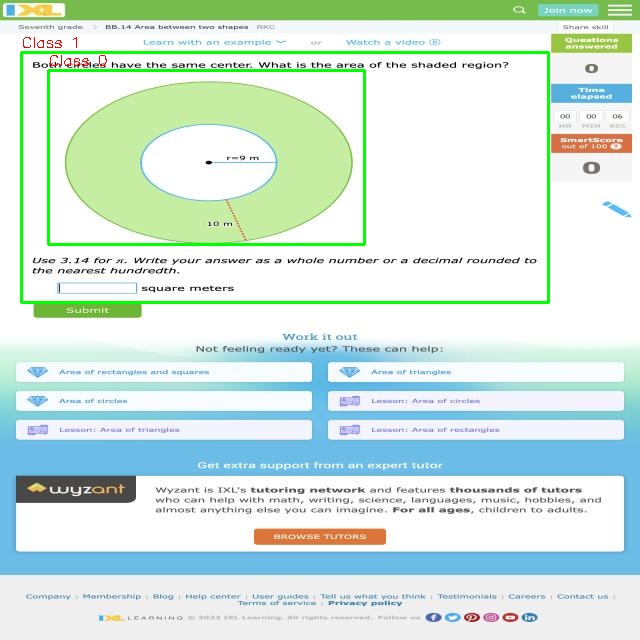 IXL
Join now
Seventh grade > BB.14 Area between two shapes RKC
Share skill
Class 1
Learn with an example or Watch a video
Questions answered
0
Class 0
Both circles have the same center. What is the area of the shaded region?
Time elapsed
00 00 06
HR MIN SEC
SmartScore
out of 100 ?
0
r=9 m
10 m
Use 3.14 for π. Write your answer as a whole number or a decimal rounded to
the nearest hundredth.
square meters
Submit
Work it out
Not feeling ready yet? These can help:
Area of rectangles and squares
Area of triangles
Area of circles
Lesson: Area of circles
Lesson: Area of triangles
Lesson: Area of rectangles
Get extra support from an expert tutor
wyzant
Wyzant is IXL's tutoring network and features thousands of tutors
who can help with math, writing, science, languages, music, hobbies, and
almost anything else you can imagine. For all ages, children to adults.
BROWSE TUTORS
Company | Membership | Blog | Help center | User guides | Tell us what you think | Testimonials | Careers | Contact us |
Terms of service | Privacy policy
IXL LEARNING © 2023 IXL Learning. All rights reserved. Follow us